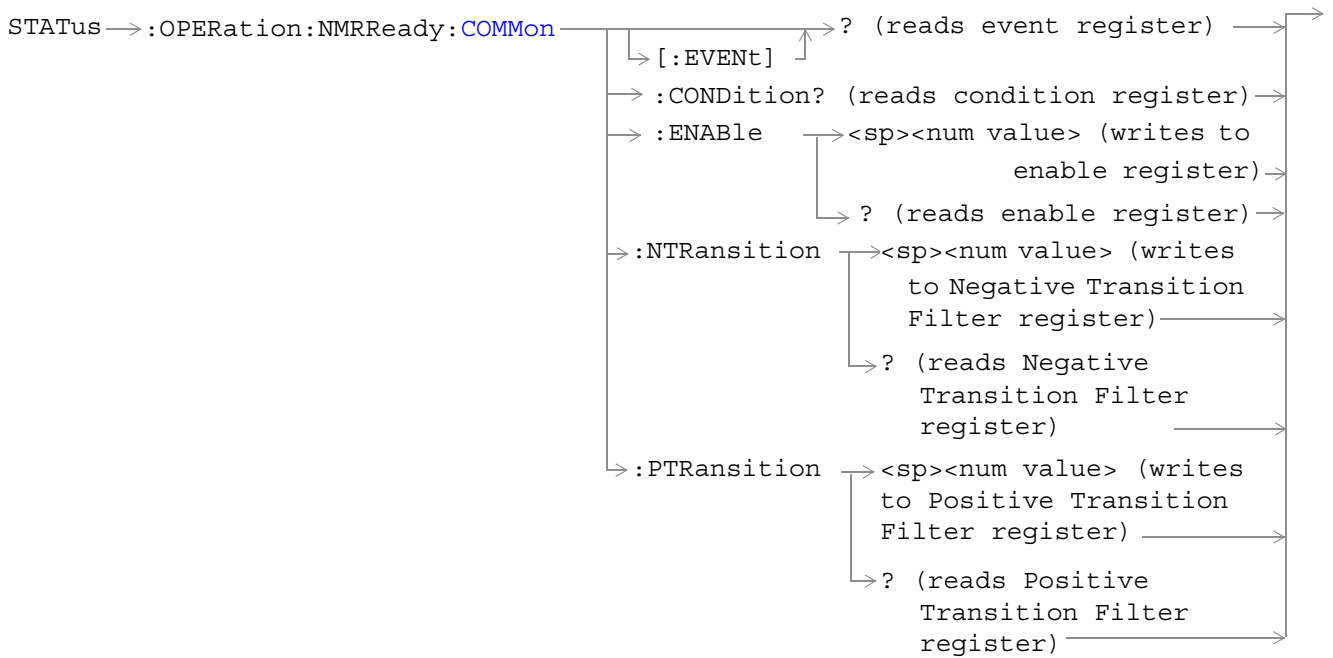 STATus :OPERation:NMRReady:COMMon ? (reads event register)
[:EVENt]
:CONDition? (reads condition register)
:ENABle <sp><num value> (writes to
enable register)
? (reads enable register)
:NTRansition <sp><num value> (writes
to Negative Transition
Filter register)
? (reads Negative
Transition Filter
register)
:PTRansition <sp><num value> (writes
to Positive Transition
Filter register)
? (reads Positive
Transition Filter
register)